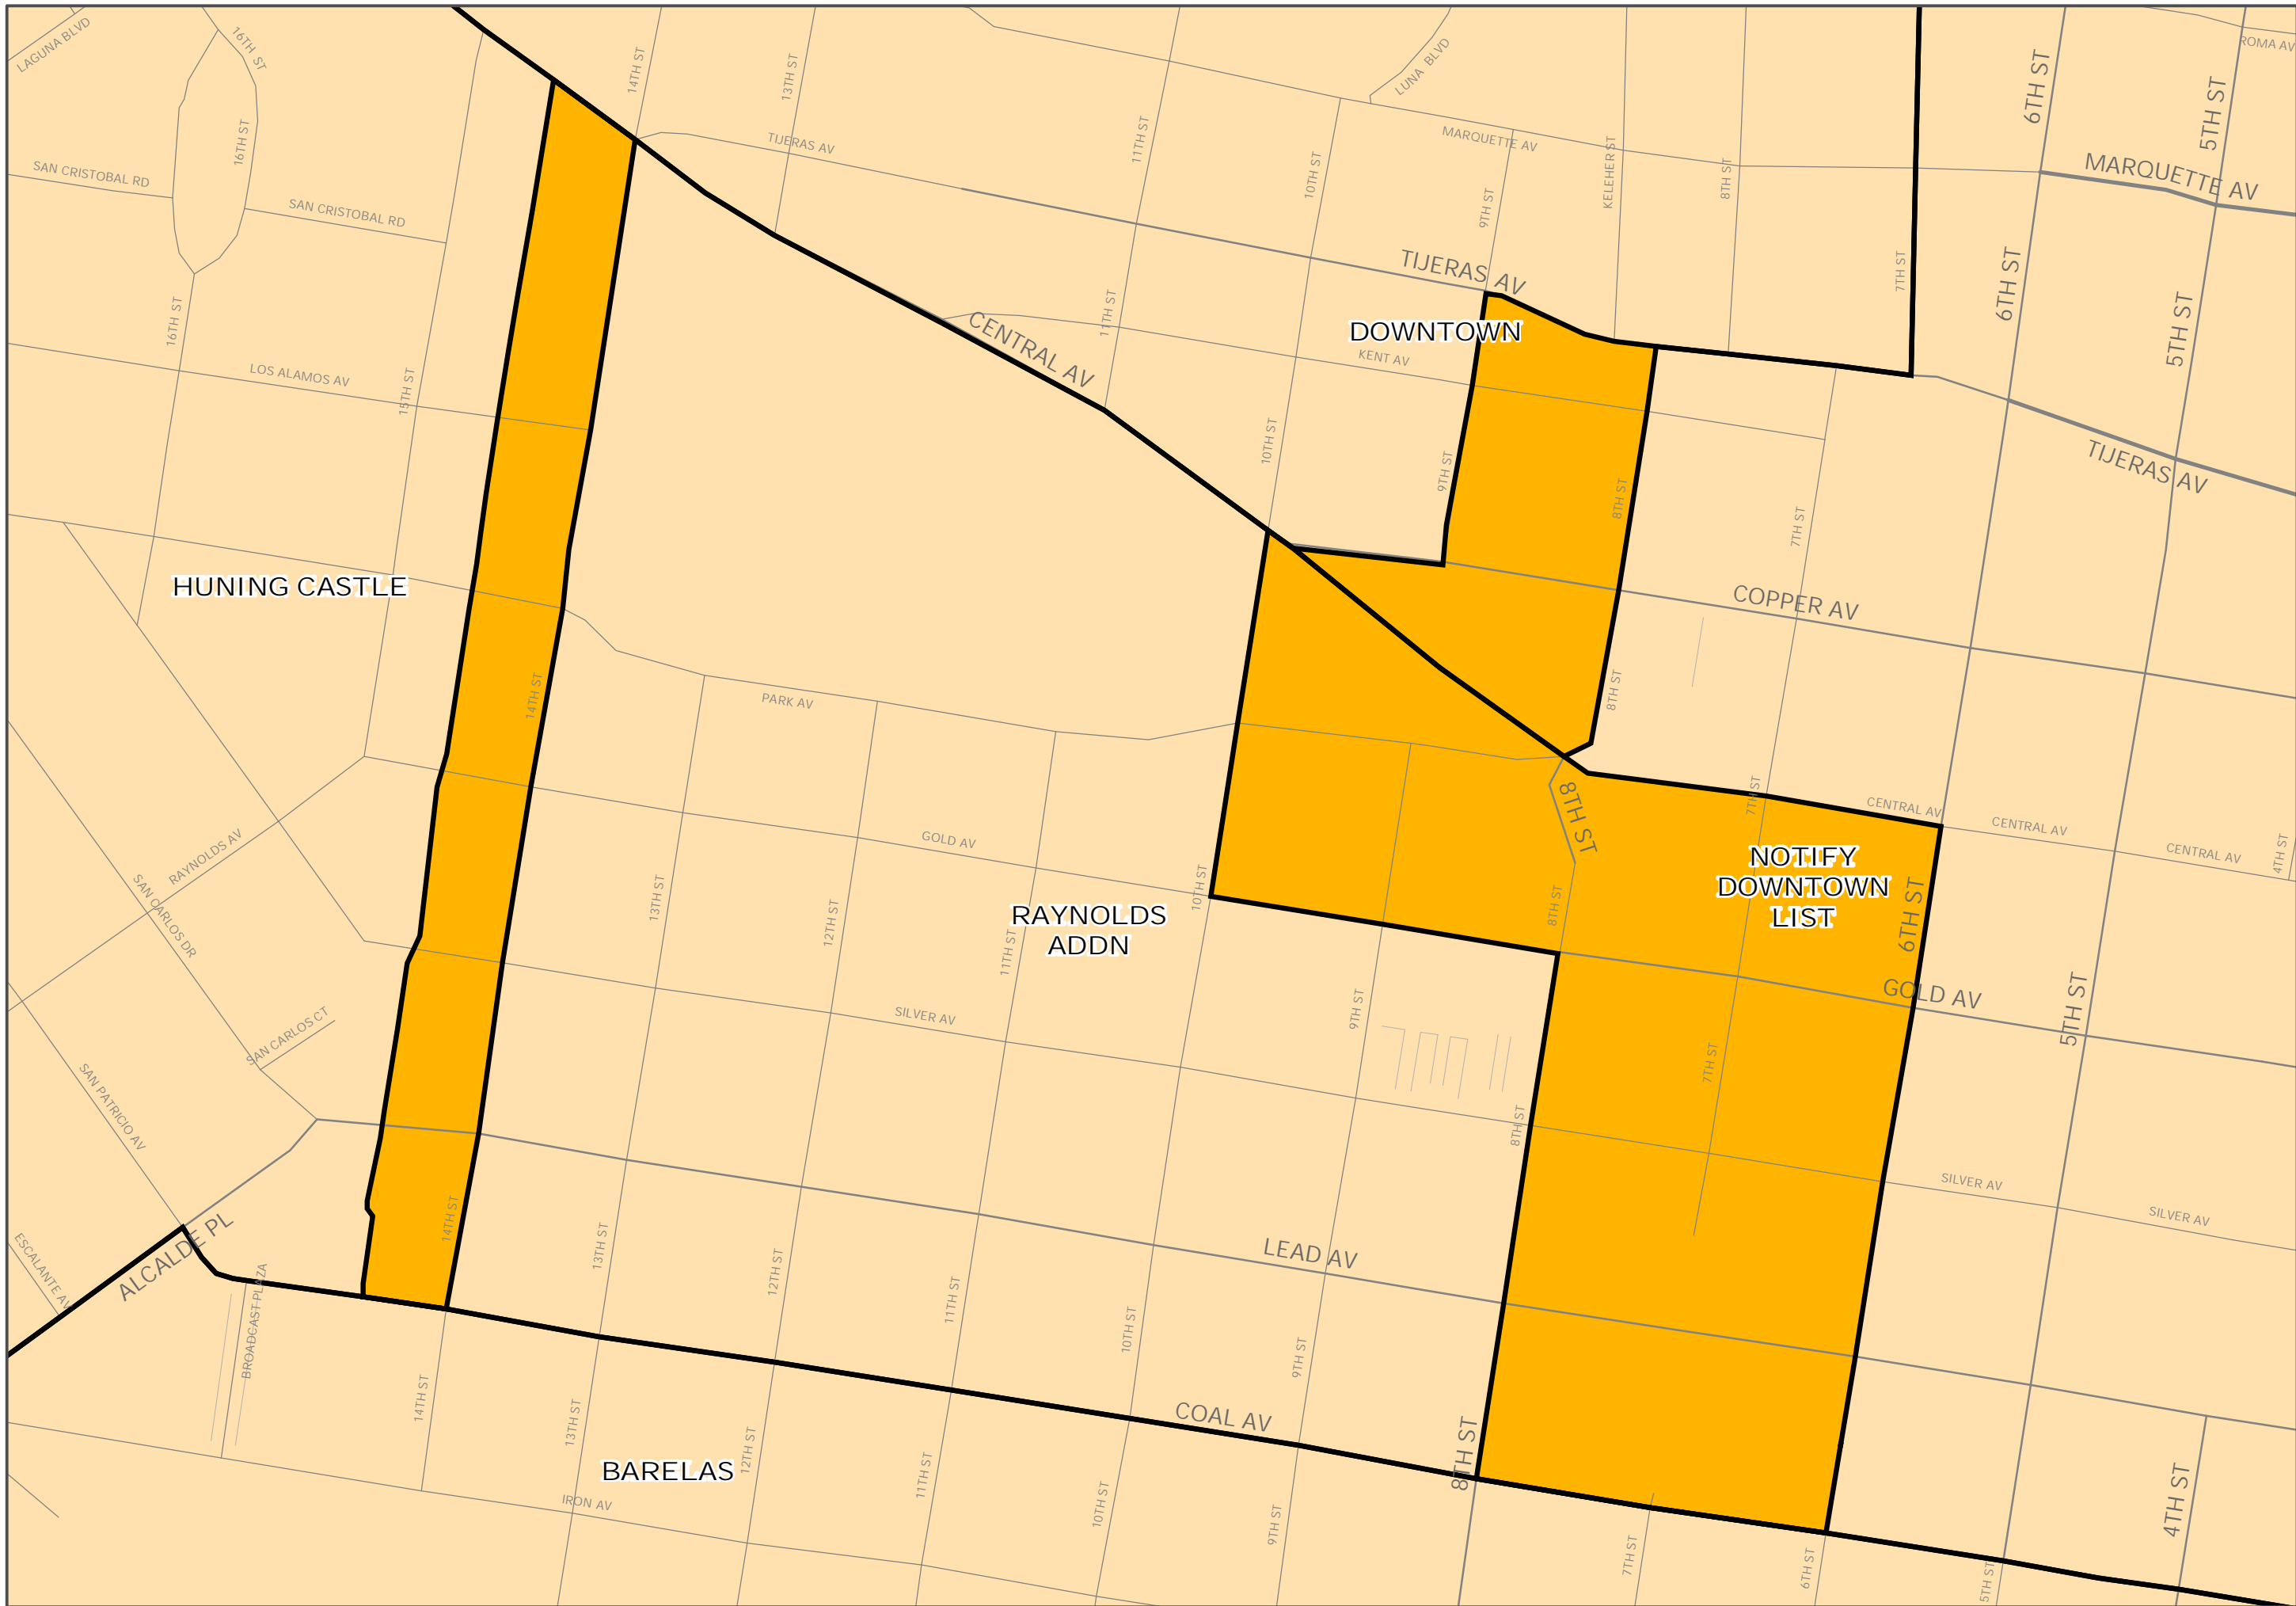 LAGUNA BLVD
16TH ST
14TH ST
13TH ST
LUNA BLVD
6TH ST
5TH ST
ROMA AV
16TH ST
TIJERAS AV
11TH ST
MARQUETTE AV
10TH ST
KELEHER ST
8TH ST
9TH ST
MARQUETTE AV
SAN CRISTOBAL RD
SAN CRISTOBAL RD
TIJERAS AV
7TH ST
6TH ST
5TH ST
16TH ST
11TH ST
CENTRAL AV
DOWNTOWN
KENT AV
LOS ALAMOS AV
15TH ST
10TH ST
9TH ST
8TH ST
7TH ST
TIJERAS AV
HUNING CASTLE
COPPER AV
14TH ST
PARK AV
8TH ST
7TH ST
8TH ST
CENTRAL AV
CENTRAL AV
CENTRAL AV
4TH ST
RAYNOLDS AV
GOLD AV
NOTIFY
DOWNTOWN
LIST
SAN CARLOS DR
13TH ST
12TH ST
11TH ST
RAYNOLDS
ADDN
10TH ST
8TH ST
6TH ST
GOLD AV
5TH ST
SAN CARLOS CT
SILVER AV
9TH ST
7TH ST
SAN PATRICIO AV
8TH ST
SILVER AV
SILVER AV
14TH ST
ALCALDE PL
ESCALANTE AV
BROADCAST PLAZA
13TH ST
12TH ST
11TH ST
10TH ST
LEAD AV
9TH ST
14TH ST
13TH ST
12TH ST
11TH ST
COAL AV
8TH ST
BARELAS
IRON AV
10TH ST
9TH ST
7TH ST
6TH ST
5TH ST
4TH ST